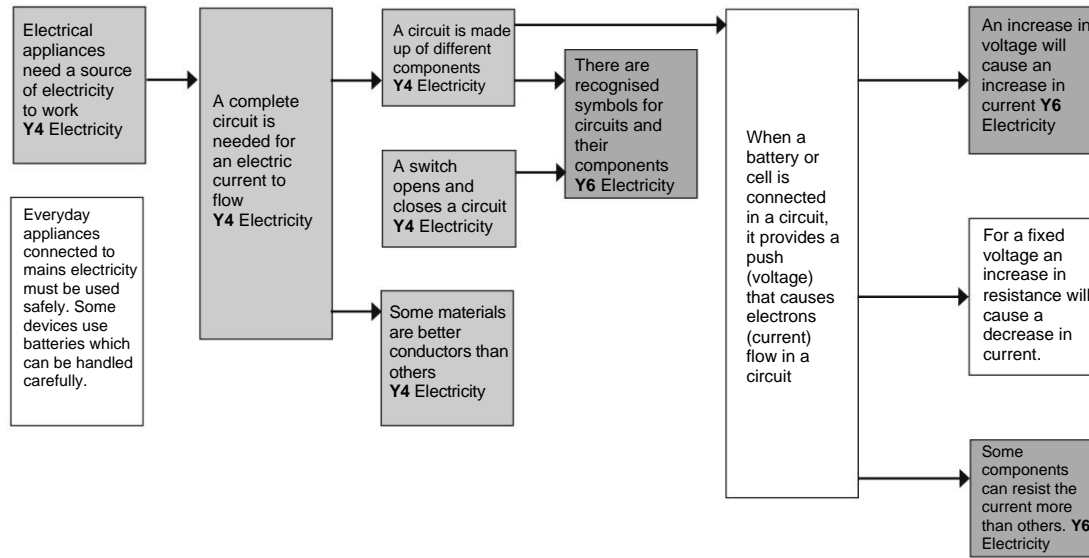 Electrical
appliances
need a source
of electricity
to work
Y4 Electricity
Everyday
appliances
connected to
mains electricity
must be used
safely. Some
devices use
batteries which
can be handled
carefully.
A complete
circuit is
needed for
an electric
current to
flow
Y4 Electricity
A circuit is made
up of different
components
Y4 Electricity
A switch
opens and
closes a circuit
Y4 Electricity
Some materials
are better
conductors than
others
Y4 Electricity
There are
recognised
symbols for
circuits and
their
components
Y6 Electricity
When a
battery or
cell is
connected
in a circuit,
it provides a
push
(voltage)
that causes
electrons
(current)
flow in a
circuit
An increase in
voltage will
cause an
increase in
current Y6
Electricity
For a fixed
voltage an
increase in
resistance will
cause a
decrease in
current.
Some
components
can resist the
current more
than others. Y6
Electricity